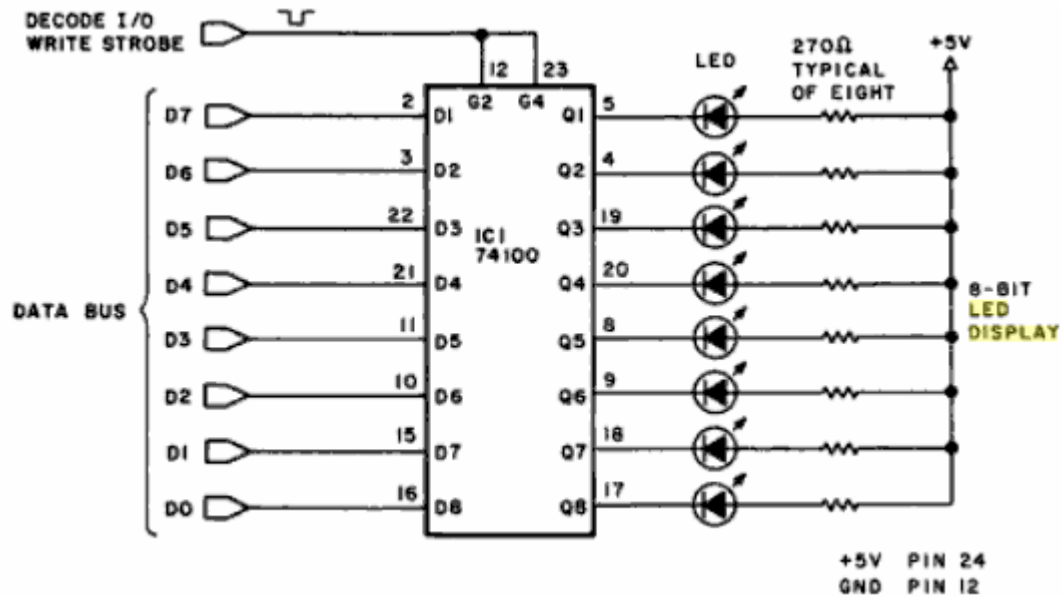 DECODE I/O
WRITE STROBE
12
23
G2
G4
LED
270Ω
TYPICAL
OF EIGHT
+5V
DATA BUS
D7
2
D1
Q1
5
D6
3
D2
Q2
4
D5
22
D3
Q3
19
IC1
74100
D4
21
D4
Q4
20
D3
11
D5
Q5
8
D2
10
D6
Q6
9
D1
15
D7
Q7
18
D0
16
D8
Q8
17
8-BIT
LED
DISPLAY
+5V PIN 24
GND PIN 12